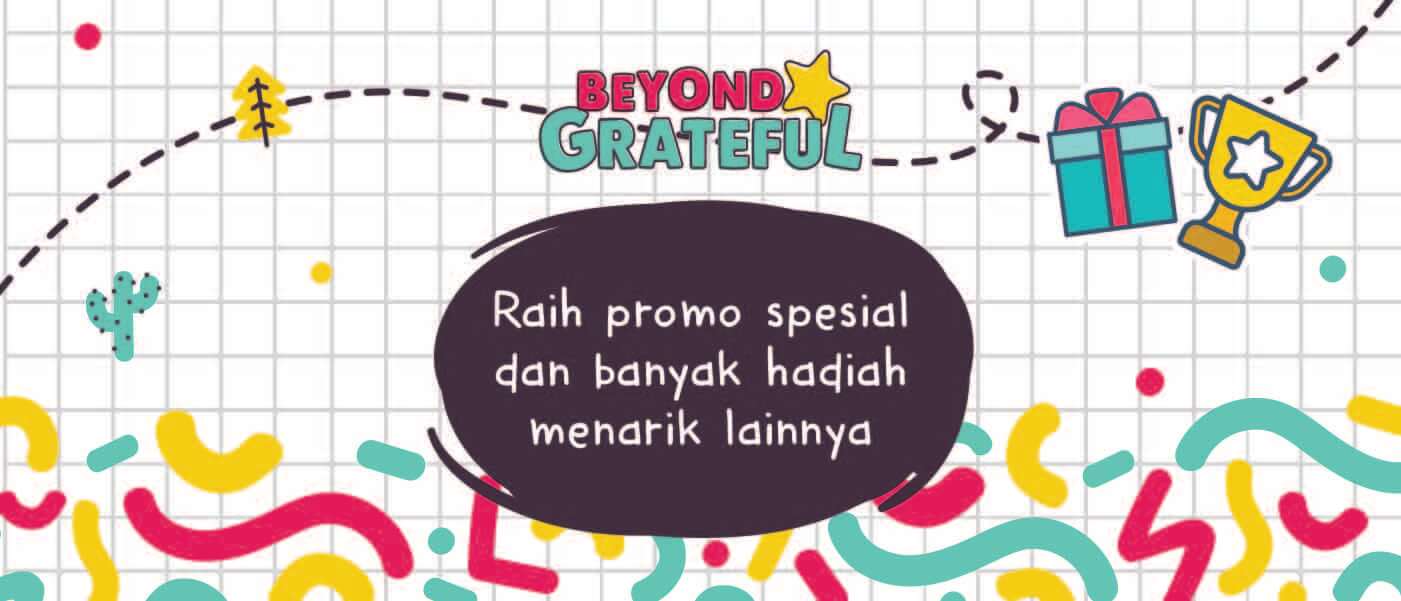 BEYOND
GRATEFUL
Raih promo spesial
dan banyak hadiah
menarik lainnya